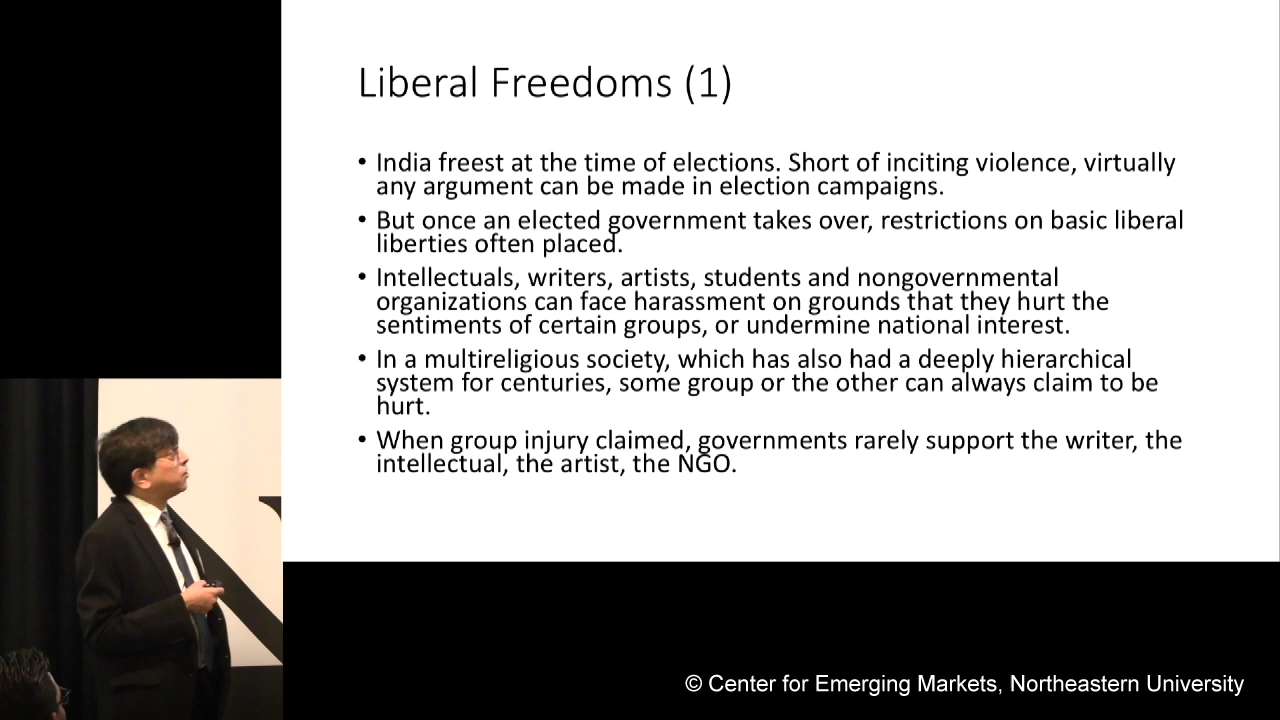 Liberal Freedoms (1)
• India freest at the time of elections. Short of inciting violence, virtually
any argument can be made in election campaigns.
• But once an elected government takes over, restrictions on basic liberal
liberties often placed.
• Intellectuals, writers, artists, students and nongovernmental
organizations can face harassment on grounds that they hurt the
sentiments of certain groups, or undermine national interest.
• In a multireligious society, which has also had a deeply hierarchical
system for centuries, some group or the other can always claim to be
hurt.
• When group injury claimed, governments rarely support the writer, the
intellectual, the artist, the NGO.
© Center for Emerging Markets, Northeastern University